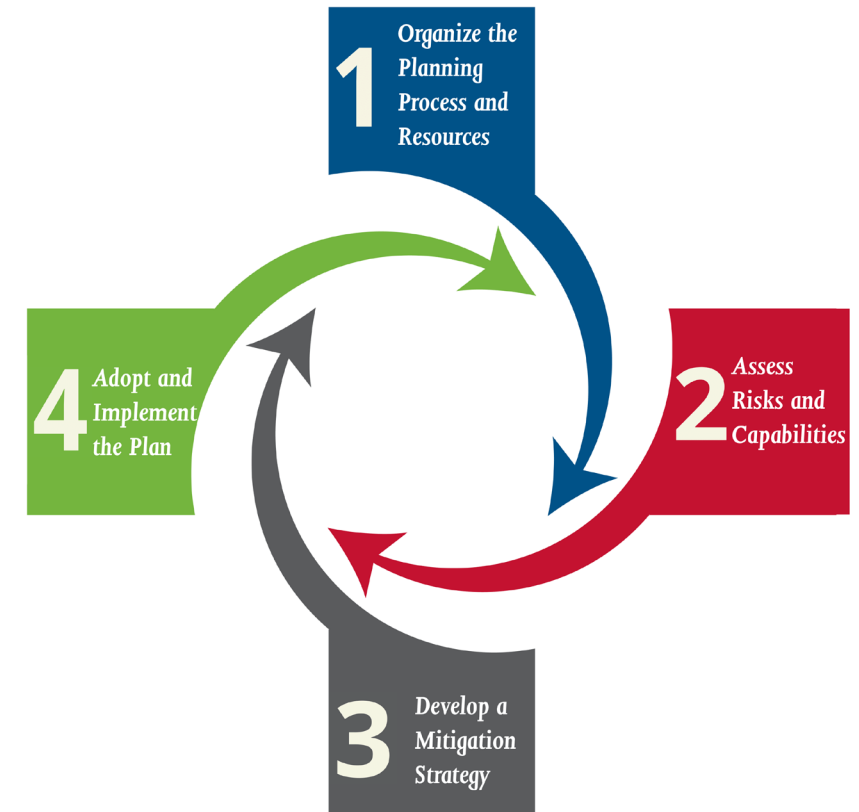 1
Organize the
Planning
Process and
Resources
2
Assess
Risks and
Capabilities
3
Develop a
Mitigation
Strategy
4
Adopt and
Implement
the Plan